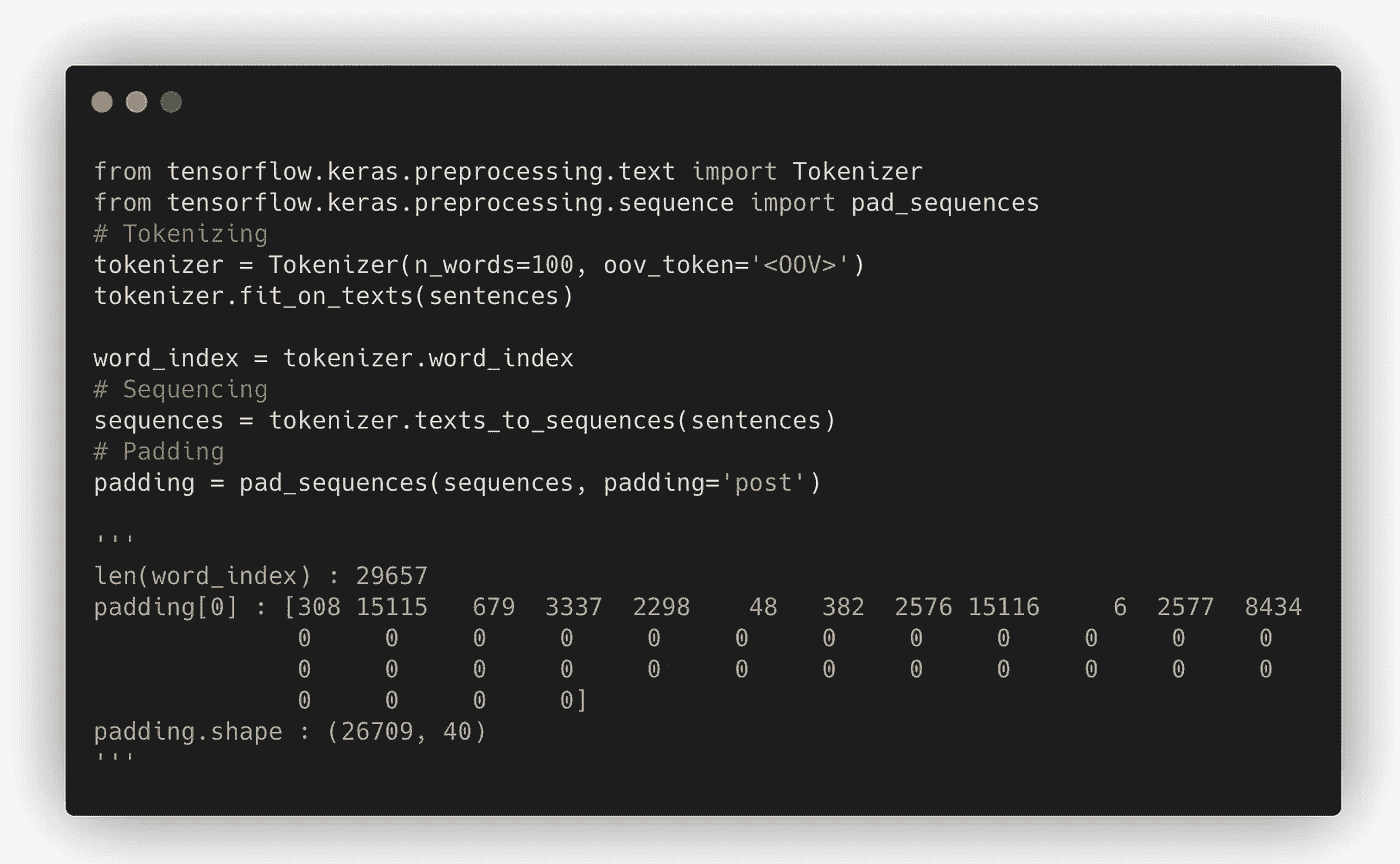 from tensorflow.keras.preprocessing.text import Tokenizer
from tensorflow.keras.preprocessing.sequence import pad_sequences
# Tokenizing
tokenizer = Tokenizer(n_words=100, oov_token='<OOV>')
tokenizer.fit_on_texts(sentences)
word_index = tokenizer.word_index
# Sequencing
sequences = tokenizer.texts_to_sequences(sentences)
# Padding
padding = pad_sequences(sequences, padding='post')
'''
len(word_index) : 29657
padding[0] : [308 15115   679  3337  2298    48   382  2576 15116     6  2577  8434
              0     0     0     0     0     0     0     0     0     0     0     0
              0     0     0     0     0     0     0     0     0     0     0     0
              0     0     0     0]
padding.shape : (26709, 40)
'''